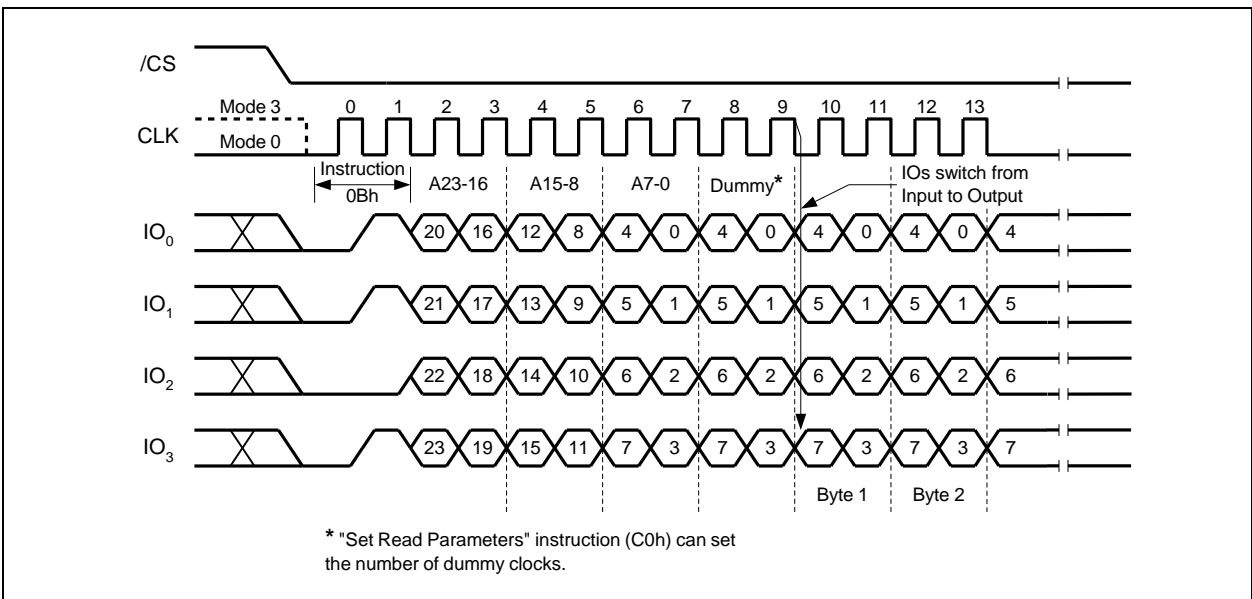 /CS
Mode 3 0 1 2 3 4 5 6 7 8 9 10 11 12 13
CLK Mode 0
Instruction
0Bh A23-16 A15-8 A7-0 Dummy*
IOs switch from
Input to Output
IO0 20 16 12 8 4 0 4 0 4 0 4 0 4
IO1 21 17 13 9 5 1 5 1 5 1 5 1 5
IO2 22 18 14 10 6 2 6 2 6 2 6 2 6
IO3 23 19 15 11 7 3 7 3 7 3 7 3 7
Byte 1 Byte 2
* "Set Read Parameters" instruction (C0h) can set
the number of dummy clocks.